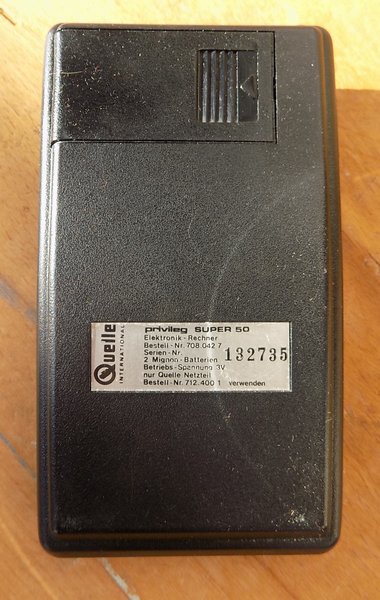 Quelle
INTERNATIONAL
privileg SUPER 50
Elektronik-Rechner
Bestell-Nr. 708.042 7
Serien-Nr. 132735
2 Mignon-Batterien
Betriebs-Spannung 3V
nur Quelle Netzteil
Bestell-Nr. 712.400 1 verwenden